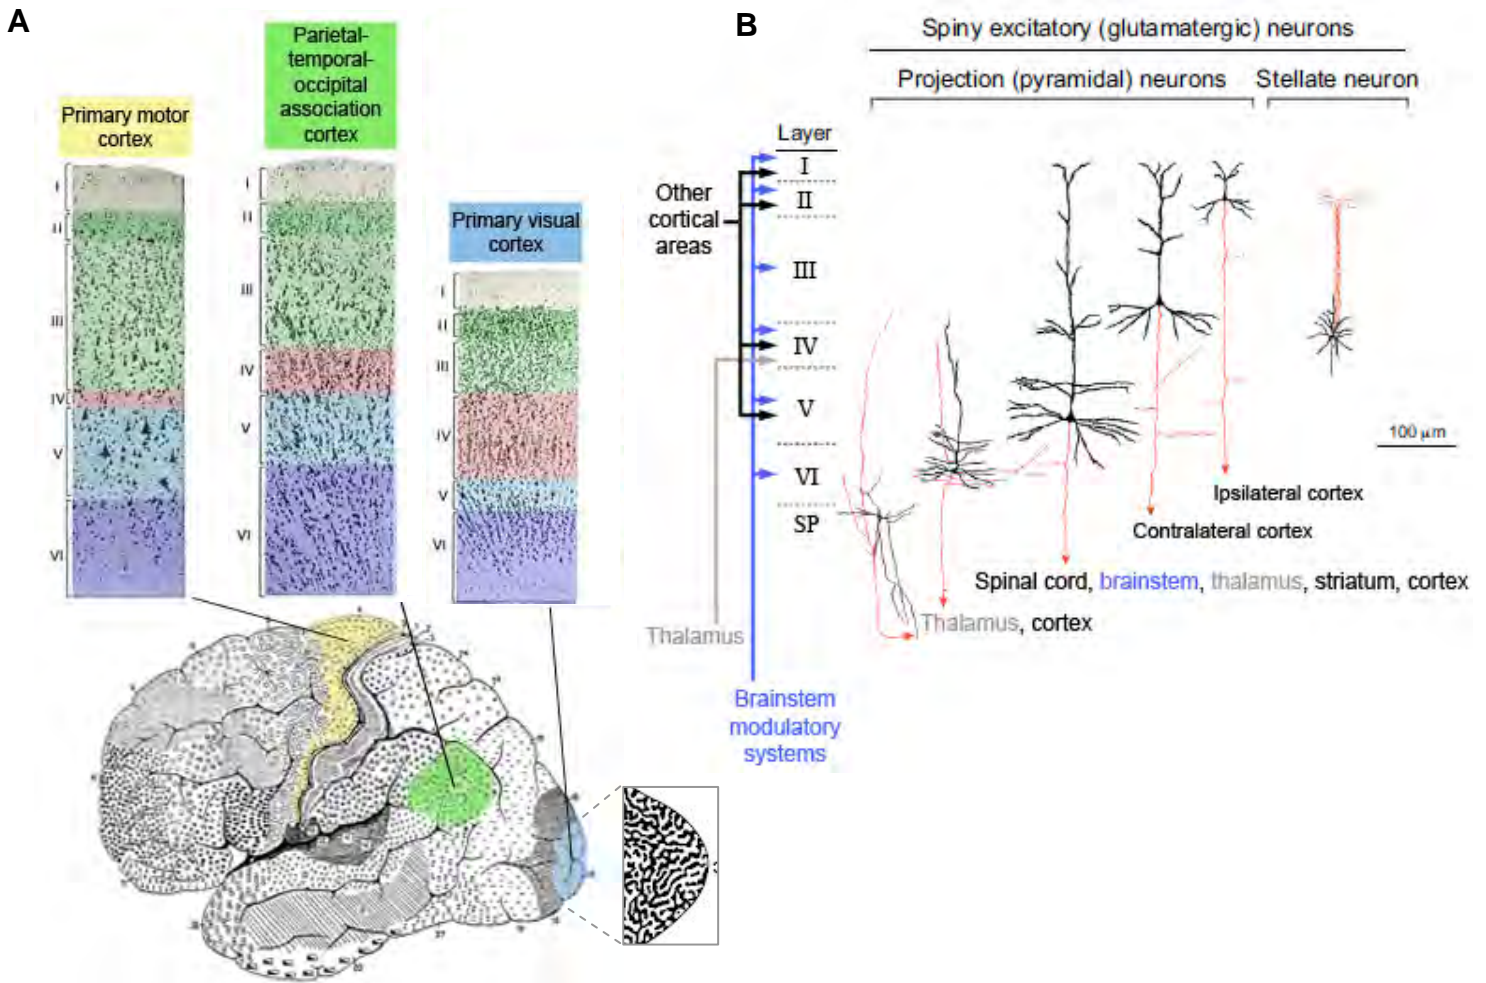 A
Primary motor
cortex
Parietal-
temporal-
occipital
association
cortex
Primary visual
cortex
I
II
III
IV
V
VI
I
II
III
IV
V
VI
I
II
III
IV
V
VI
B
Spiny excitatory (glutamatergic) neurons
Projection (pyramidal) neurons
Stellate neuron
Layer
I
II
III
IV
V
VI
SP
Other
cortical
areas
Thalamus
Brainstem
modulatory
systems
100 µm
Ipsilateral cortex
Contralateral cortex
Spinal cord, brainstem, thalamus, striatum, cortex
Thalamus, cortex